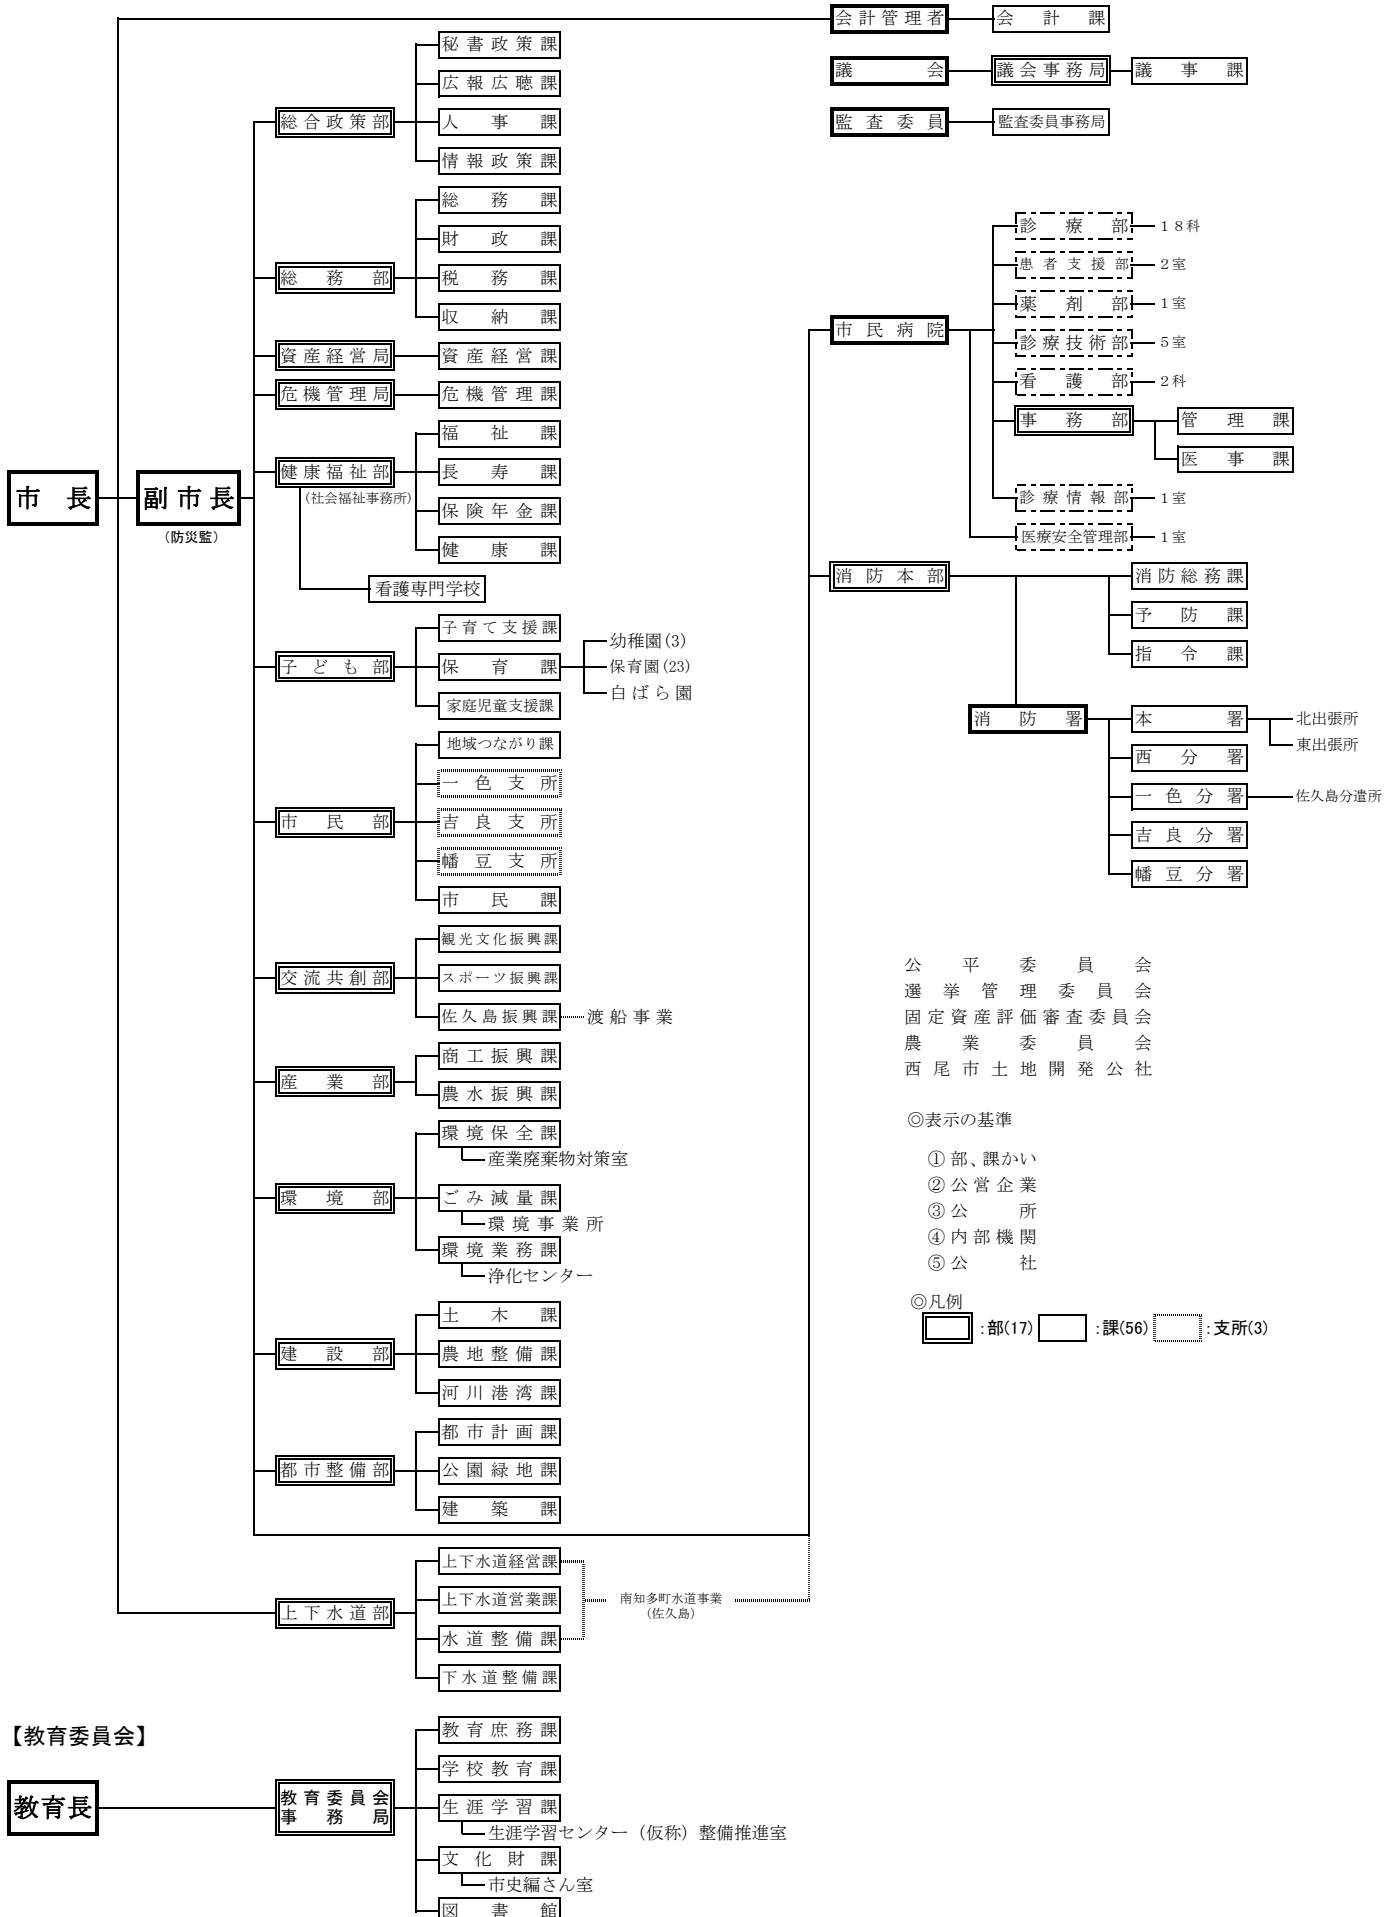 会計管理者
会計課
議会
議会事務局
議事課
監査委員
監査委員事務局
市長
副市長
(防災監)
総合政策部
秘書政策課
広報広聴課
人事課
情報政策課
総務部
総務課
財政課
税務課
収納課
資産経営局
資産経営課
危機管理局
危機管理課
健康福祉部
(社会福祉事務所)
福祉課
長寿課
保険年金課
健康課
看護専門学校
子ども部
子育て支援課
保育課
幼稚園(3)
保育園(23)
白ばら園
家庭児童支援課
市民部
地域つながり課
一色支所
吉良支所
幡豆支所
市民課
交流共創部
観光文化振興課
スポーツ振興課
佐久島振興課
渡船事業
産業部
商工振興課
農水振興課
環境部
環境保全課
産業廃棄物対策室
ごみ減量課
環境事業所
環境業務課
浄化センター
建設部
土木課
農地整備課
河川港湾課
都市整備部
都市計画課
公園緑地課
建築課
上下水道部
上下水道経営課
上下水道営業課
水道整備課
下水道整備課
南知多町水道事業
(佐久島)
市民病院
診療部
18科
患者支援部
2室
薬剤部
1室
診療技術部
5室
看護部
2科
事務部
管理課
医事課
診療情報部
1室
医療安全管理部
1室
消防本部
消防総務課
予防課
指令課
消防署
本署
北出張所
東出張所
西分署
一色分署
佐久島分遣所
吉良分署
幡豆分署
公平委員会
選挙管理委員会
固定資産評価審査委員会
農業委員会
西尾市土地開発公社
◎表示の基準
①部、課かい
②公営企業
③公所
④内部機関
⑤公社
◎凡例
:部(17) :課(56) :支所(3)
【教育委員会】
教育長
教育委員会
事務局
教育庶務課
学校教育課
生涯学習課
生涯学習センター（仮称）整備推進室
文化財課
市史編さん室
図書館